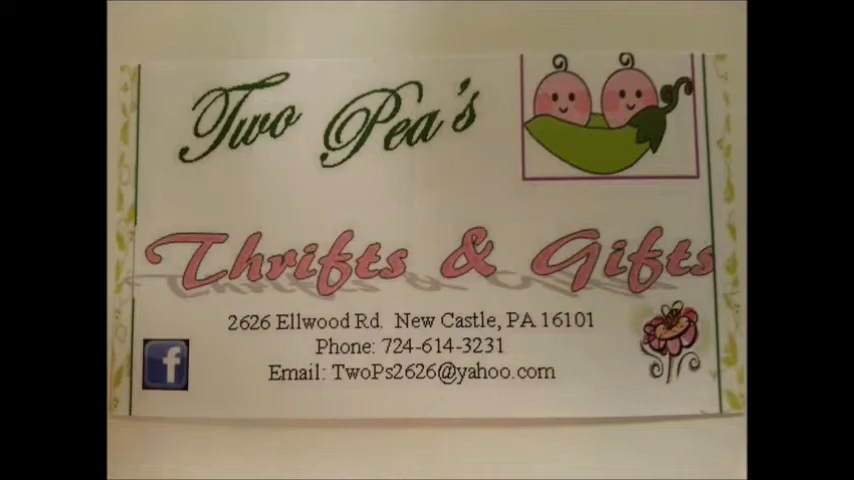 Two Pea's
Thrifts & Gifts
2626 Ellwood Rd. New Castle, PA 16101
Phone: 724-614-3231
Email: TwoPs2626@yahoo.com
f